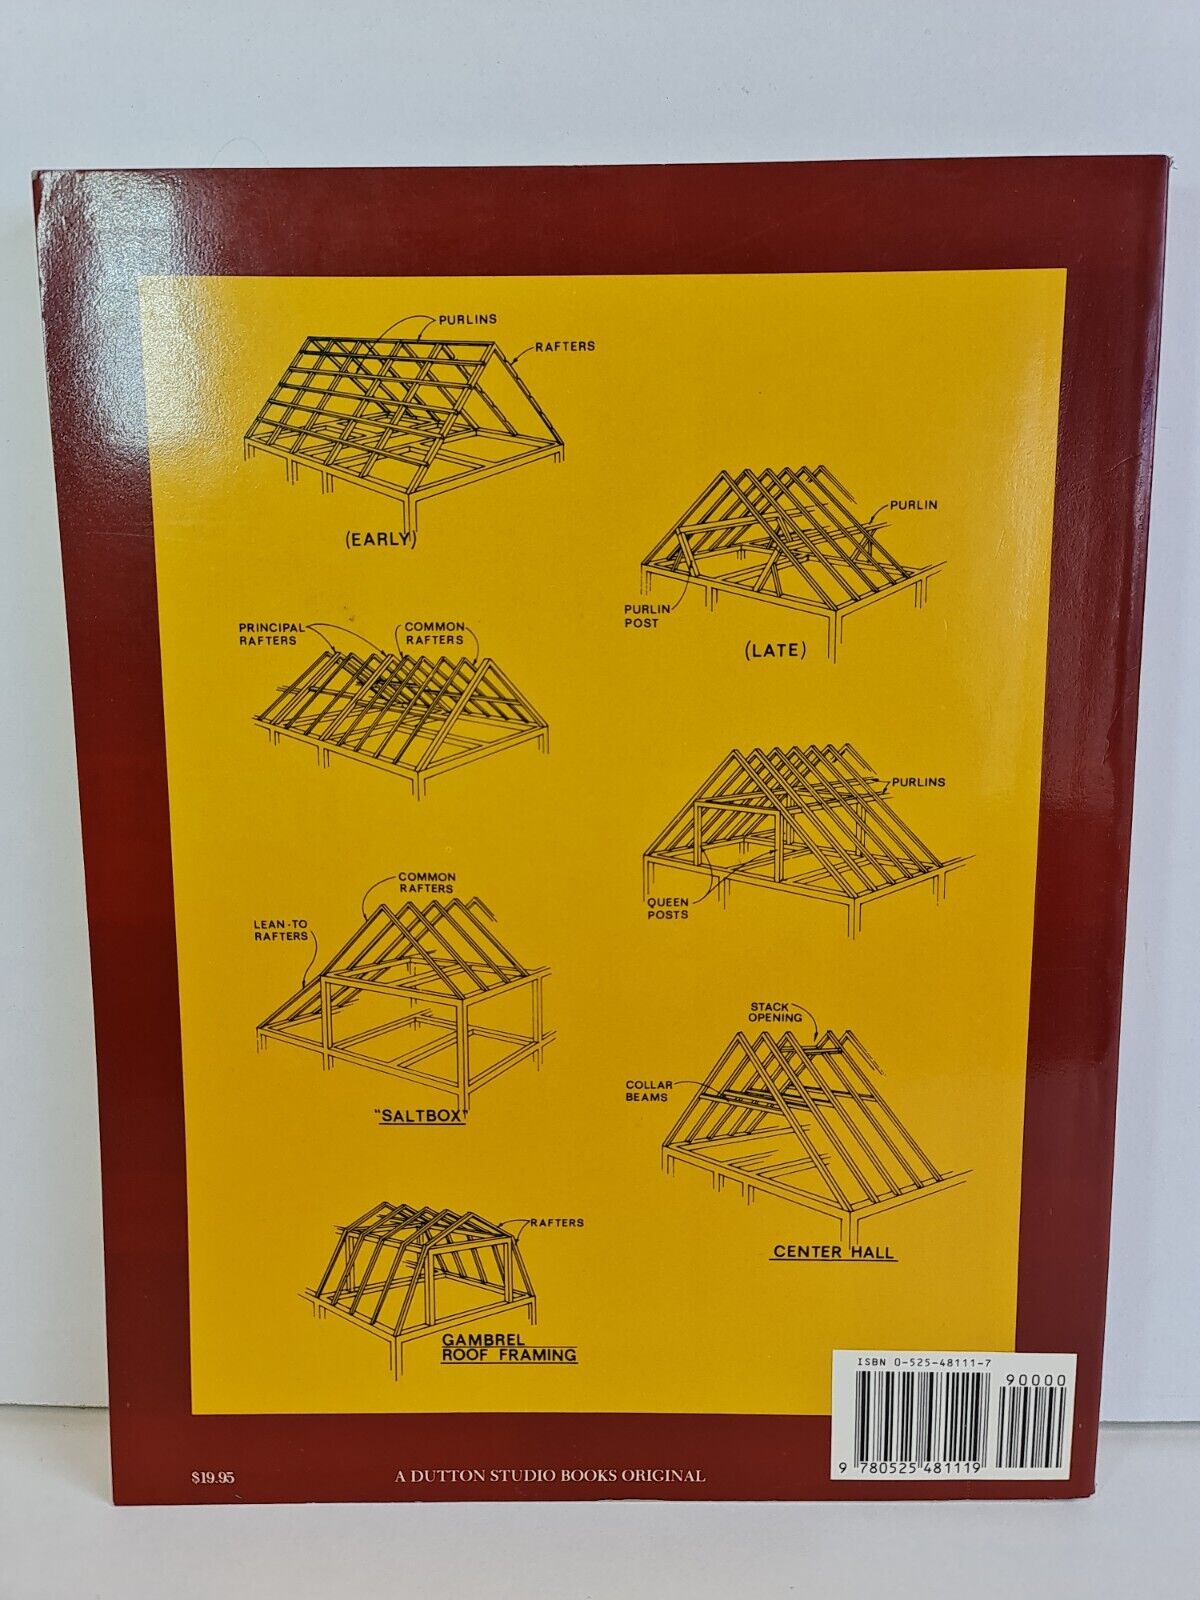 PURLINS
RAFTERS
(EARLY)
PURLIN
PURLIN
POST
(LATE)
PRINCIPAL
RAFTERS
COMMON
RAFTERS
PURLINS
QUEEN
POSTS
COMMON
RAFTERS
LEAN-TO
RAFTERS
"SALTBOX"
STACK
OPENING
COLLAR
BEAMS
CENTER HALL
RAFTERS
GAMBREL
ROOF FRAMING
ISBN 0-525-48111-7
90000
9 780525 481119
$19.95
A DUTTON STUDIO BOOKS ORIGINAL